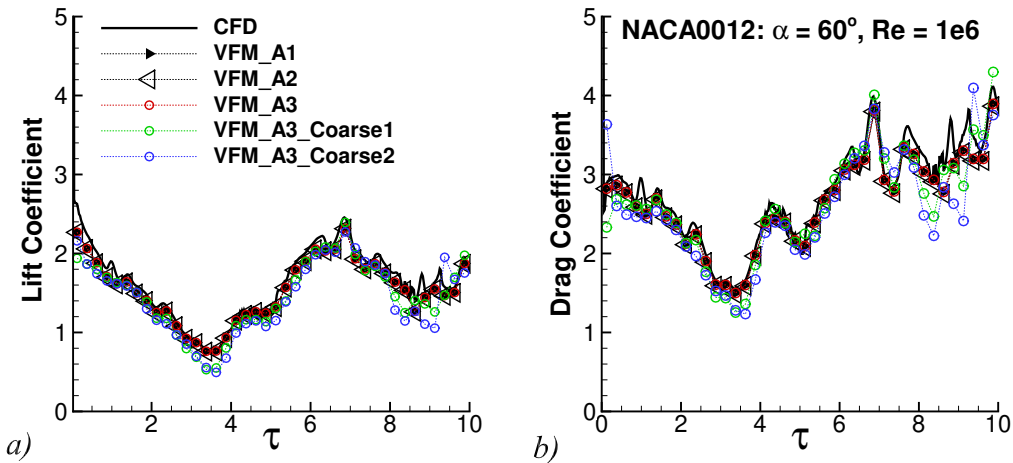 5
4
3
2
1
0
Lift Coefficient
CFD
VFM_A1
VFM_A2
VFM_A3
VFM_A3_Coarse1
VFM_A3_Coarse2
2 4 6 8 10
τ
a)
5
4
3
2
1
0
Drag Coefficient
NACA0012: α = 60°, Re = 1e6
0 2 4 6 8 10
τ
b)